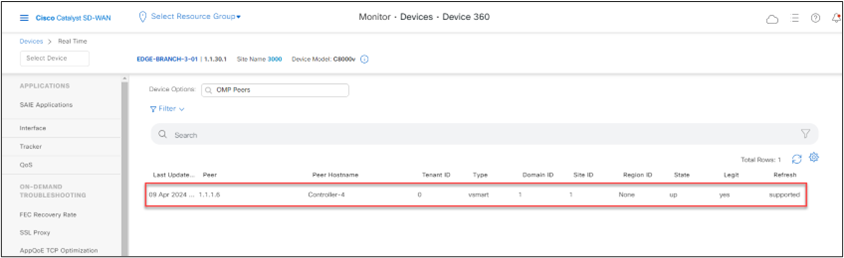 Cisco Catalyst SD-WAN
Select Resource Group
Monitor · Devices · Device 360
Devices > Real Time
Select Device
EDGE-BRANCH-3-01 | 1.1.30.1 Site Name 3000 Device Model: C8000v
APPLICATIONS
SAIE Applications
Interface
Tracker
QoS
ON-DEMAND
TROUBLESHOOTING
FEC Recovery Rate
SSL Proxy
AppQoE TCP Optimization
Device Options: OMP Peers
Filter
Search
Total Rows: 1
Last Update... Peer Peer Hostname Tenant ID Type Domain ID Site ID Region ID State Legit Refresh
09 Apr 2024 ... 1.1.1.6 Controller-4 0 vsmart 1 1 None up yes supported